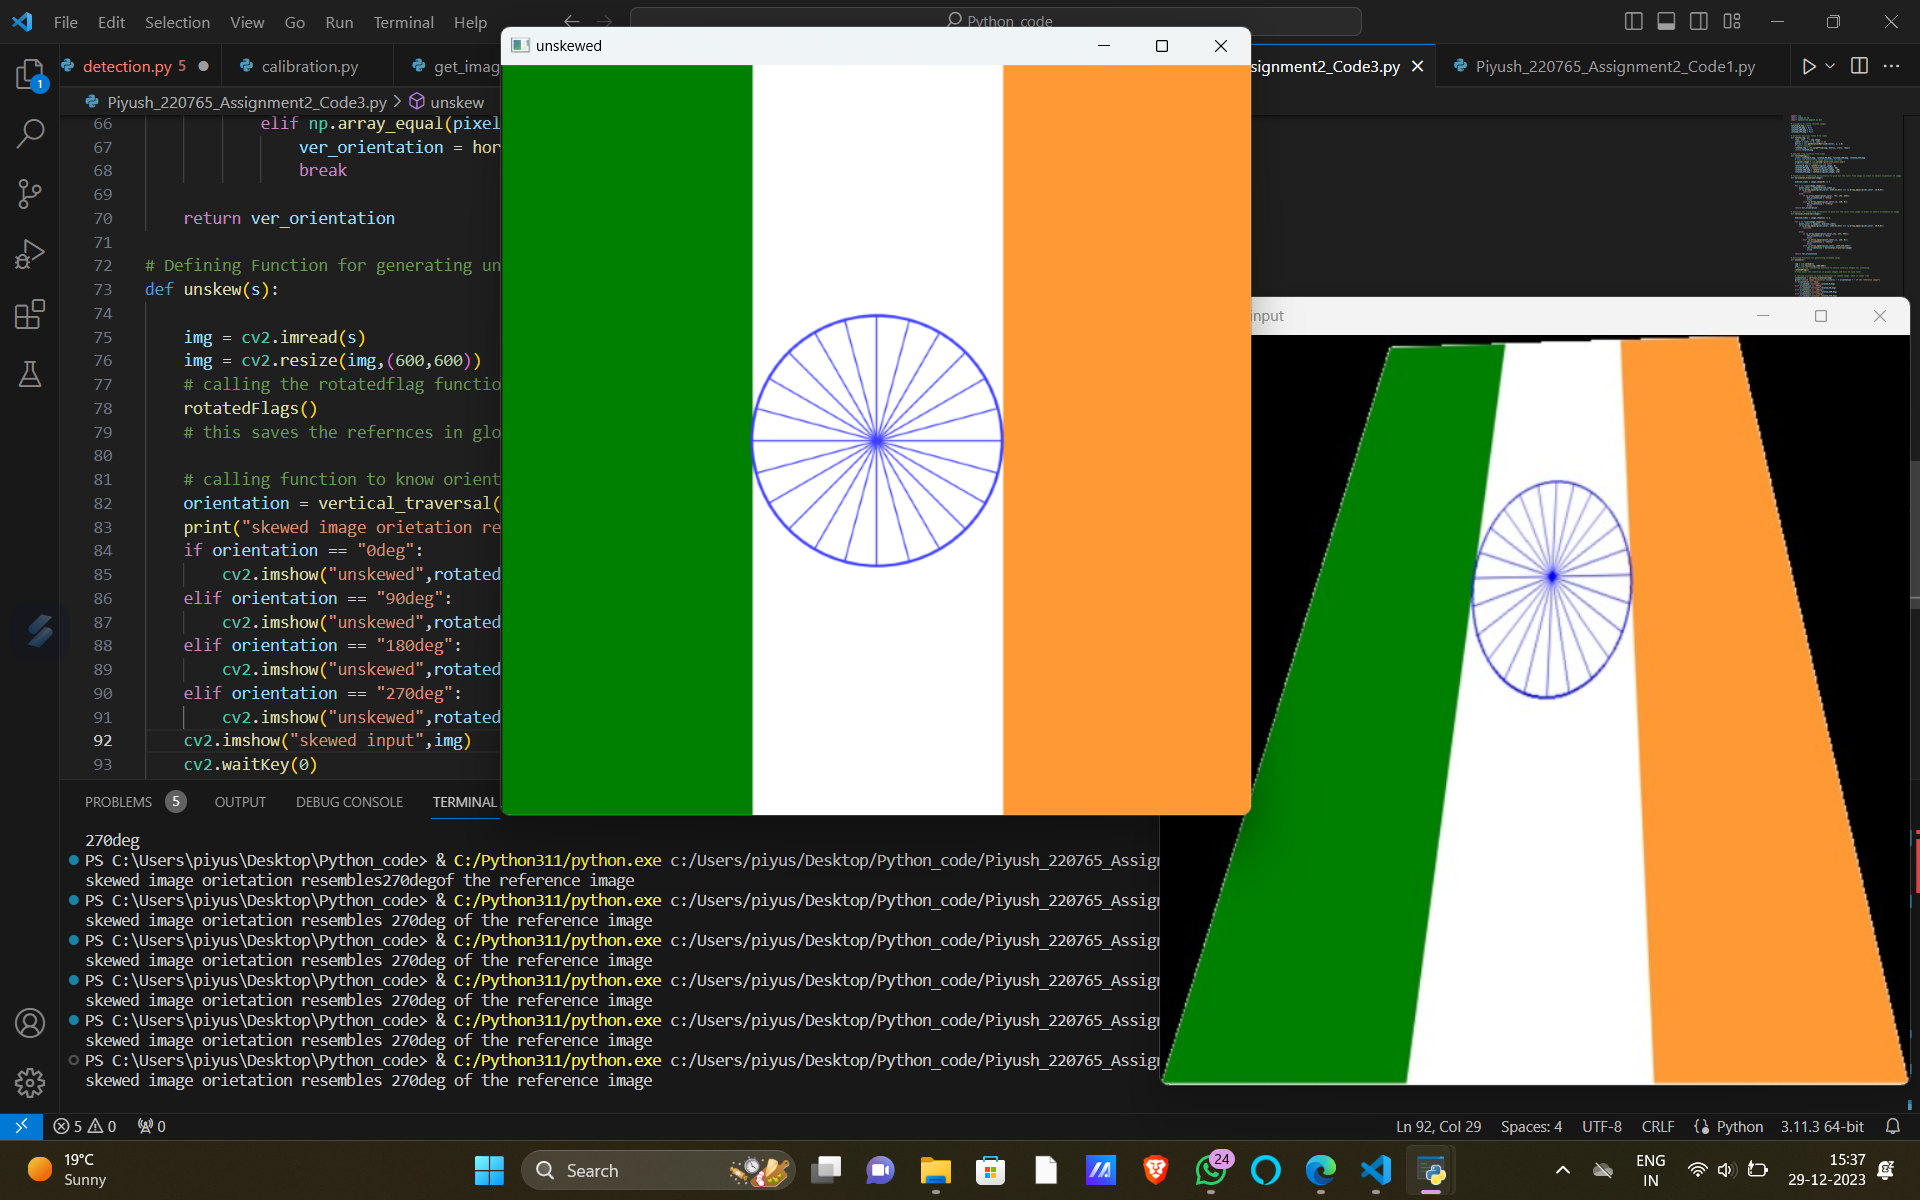 File Edit Selection View Go Run Terminal Help
Python code
detection.py 5
calibration.py
get_imag
signment2_Code3.py
Piyush_220765_Assignment2_Code1.py
Piyush_220765_Assignment2_Code3.py > unskew
unskewed
input
66 elif np.array_equal(pixel
67 ver_orientation = hor
68 break
69
70 return ver_orientation
71
72 # Defining Function for generating un
73 def unskew(s):
74
75 img = cv2.imread(s)
76 img = cv2.resize(img,(600,600))
77 # calling the rotatedflag functio
78 rotatedFlags()
79 # this saves the refernces in glo
80
81 # calling function to know orient
82 orientation = vertical_traversal(
83 print("skewed image orietation re
84 if orientation == "0deg":
85 cv2.imshow("unskewed",rotated
86 elif orientation == "90deg":
87 cv2.imshow("unskewed",rotated
88 elif orientation == "180deg":
89 cv2.imshow("unskewed",rotated
90 elif orientation == "270deg":
91 cv2.imshow("unskewed",rotated
92 cv2.imshow("skewed input",img)
93 cv2.waitKey(0)
PROBLEMS 5 OUTPUT DEBUG CONSOLE TERMINAL
270deg
PS C:\Users\piyus\Desktop\Python_code> & C:/Python311/python.exe c:/Users/piyus/Desktop/Python_code/Piyush_220765_Assig
skewed image orietation resembles270degof the reference image
PS C:\Users\piyus\Desktop\Python_code> & C:/Python311/python.exe c:/Users/piyus/Desktop/Python_code/Piyush_220765_Assig
skewed image orietation resembles 270deg of the reference image
PS C:\Users\piyus\Desktop\Python_code> & C:/Python311/python.exe c:/Users/piyus/Desktop/Python_code/Piyush_220765_Assig
skewed image orietation resembles 270deg of the reference image
PS C:\Users\piyus\Desktop\Python_code> & C:/Python311/python.exe c:/Users/piyus/Desktop/Python_code/Piyush_220765_Assig
skewed image orietation resembles 270deg of the reference image
PS C:\Users\piyus\Desktop\Python_code> & C:/Python311/python.exe c:/Users/piyus/Desktop/Python_code/Piyush_220765_Assig
skewed image orietation resembles 270deg of the reference image
PS C:\Users\piyus\Desktop\Python_code> & C:/Python311/python.exe c:/Users/piyus/Desktop/Python_code/Piyush_220765_Assig
skewed image orietation resembles 270deg of the reference image
5 0 0
Ln 92, Col 29 Spaces: 4 UTF-8 CRLF Python 3.11.3 64-bit
19°C
Sunny
Search
24
ENG
IN
15:37
29-12-2023
1